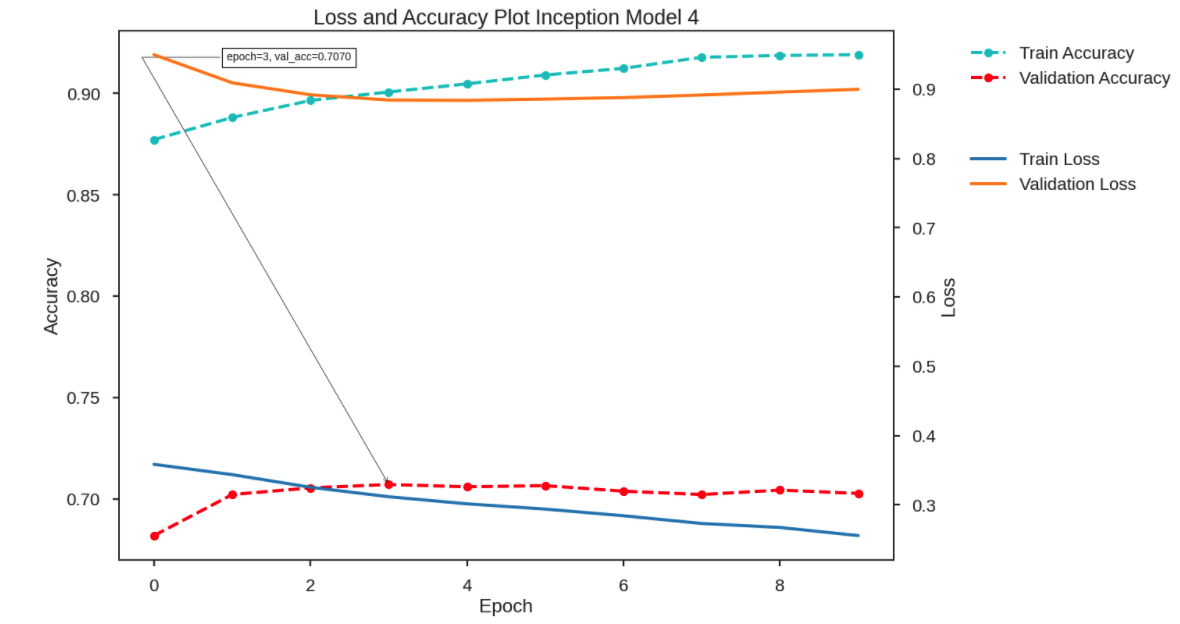 Loss and Accuracy Plot Inception Model 4
epoch=3, val_acc=0.7070
Train Accuracy
Validation Accuracy
Train Loss
Validation Loss
Accuracy
0.90
0.85
0.80
0.75
0.70
0.9
0.8
0.7
0.6
0.5
0.4
0.3
Loss
0 2 4 6 8
Epoch